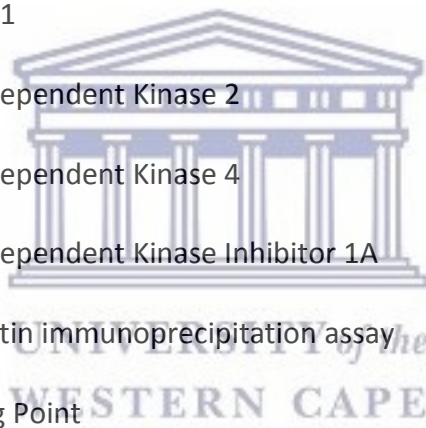 1
ependent Kinase 2
ependent Kinase 4
ependent Kinase Inhibitor 1A
tin immunoprecipitation assay
UNIVERSITY of the
g Point
WESTERN CAPE